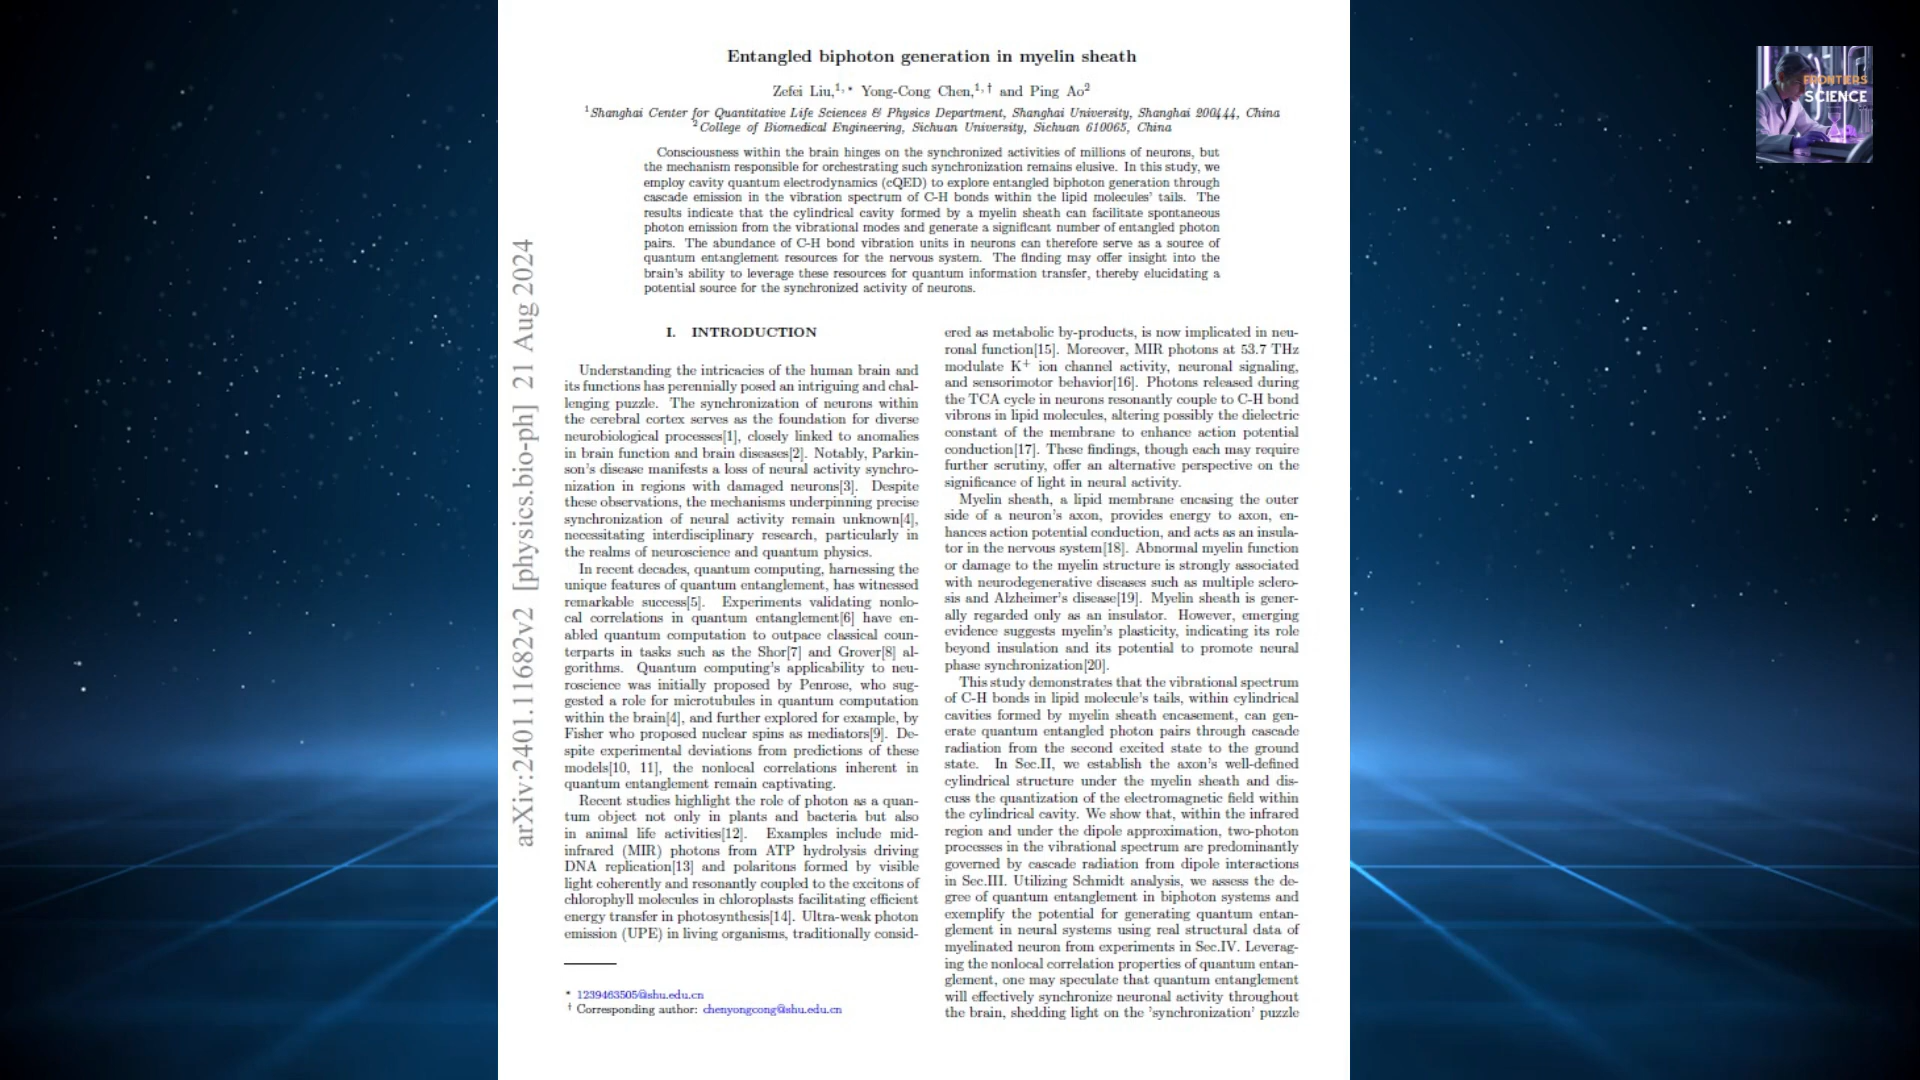 Entangled biphoton generation in myelin sheath
Zefei Liu,1, * Yong-Cong Chen,1, † and Ping Ao2
1Shanghai Center for Quantitative Life Sciences & Physics Department, Shanghai University, Shanghai 200444, China
2College of Biomedical Engineering, Sichuan University, Sichuan 610065, China
Consciousness within the brain hinges on the synchronized activities of millions of neurons, but
the mechanism responsible for orchestrating such synchronization remains elusive. In this study, we
employ cavity quantum electrodynamics (cQED) to explore entangled biphoton generation through
cascade emission in the vibration spectrum of C-H bonds within the lipid molecules' tails. The
results indicate that the cylindrical cavity formed by a myelin sheath can facilitate spontaneous
photon emission from the vibrational modes and generate a significant number of entangled photon
pairs. The abundance of C-H bond vibration units in neurons can therefore serve as a source of
quantum entanglement resources for the nervous system. The finding may offer insight into the
brain's ability to leverage these resources for quantum information transfer, thereby elucidating a
potential source for the synchronized activity of neurons.
arXiv:2401.11682v2 [physics.bio-ph] 21 Aug 2024
I. INTRODUCTION
Understanding the intricacies of the human brain and
its functions has perennially posed an intriguing and chal-
lenging puzzle. The synchronization of neurons within
the cerebral cortex serves as the foundation for diverse
neurobiological processes[1], closely linked to anomalies
in brain function and brain diseases[2]. Notably, Parkin-
son's disease manifests a loss of neural activity synchro-
nization in regions with damaged neurons[3]. Despite
these observations, the mechanisms underpinning precise
synchronization of neural activity remain unknown[4],
necessitating interdisciplinary research, particularly in
the realms of neuroscience and quantum physics.
In recent decades, quantum computing, harnessing the
unique features of quantum entanglement, has witnessed
remarkable success[5]. Experiments validating nonlo-
cal correlations in quantum entanglement[6] have en-
abled quantum computation to outpace classical coun-
terparts in tasks such as the Shor[7] and Grover[8] al-
gorithms. Quantum computing's applicability to neu-
roscience was initially proposed by Penrose, who sug-
gested a role for microtubules in quantum computation
within the brain[4], and further explored for example, by
Fisher who proposed nuclear spins as mediators[9]. De-
spite experimental deviations from predictions of these
models[10, 11], the nonlocal correlations inherent in
quantum entanglement remain captivating.
Recent studies highlight the role of photon as a quan-
tum object not only in plants and bacteria but also
in animal life activities[12]. Examples include mid-
infrared (MIR) photons from ATP hydrolysis driving
DNA replication[13] and polaritons formed by visible
light coherently and resonantly coupled to the excitons of
chlorophyll molecules in chloroplasts facilitating efficient
energy transfer in photosynthesis[14]. Ultra-weak photon
emission (UPE) in living organisms, traditionally consid-
* 1239463505@shu.edu.cn
† Corresponding author: chenyongcong@shu.edu.cn
ered as metabolic by-products, is now implicated in neu-
ronal function[15]. Moreover, MIR photons at 53.7 THz
modulate K+ ion channel activity, neuronal signaling,
and sensorimotor behavior[16]. Photons released during
the TCA cycle in neurons resonantly couple to C-H bond
vibrons in lipid molecules, altering possibly the dielectric
constant of the membrane to enhance action potential
conduction[17]. These findings, though each may require
further scrutiny, offer an alternative perspective on the
significance of light in neural activity.
Myelin sheath, a lipid membrane encasing the outer
side of a neuron's axon, provides energy to axon, en-
hances action potential conduction, and acts as an insula-
tor in the nervous system[18]. Abnormal myelin function
or damage to the myelin structure is strongly associated
with neurodegenerative diseases such as multiple sclero-
sis and Alzheimer's disease[19]. Myelin sheath is gener-
ally regarded only as an insulator. However, emerging
evidence suggests myelin's plasticity, indicating its role
beyond insulation and its potential to promote neural
phase synchronization[20].
This study demonstrates that the vibrational spectrum
of C-H bonds in lipid molecule's tails, within cylindrical
cavities formed by myelin sheath encasement, can gen-
erate quantum entangled photon pairs through cascade
radiation from the second excited state to the ground
state. In Sec.II, we establish the axon's well-defined
cylindrical structure under the myelin sheath and dis-
cuss the quantization of the electromagnetic field within
the cylindrical cavity. We show that, within the infrared
region and under the dipole approximation, two-photon
processes in the vibrational spectrum are predominantly
governed by cascade radiation from dipole interactions
in Sec.III. Utilizing Schmidt analysis, we assess the de-
gree of quantum entanglement in biphoton systems and
exemplify the potential for generating quantum entan-
glement in neural systems using real structural data of
myelinated neuron from experiments in Sec.IV. Leverag-
ing the nonlocal correlation properties of quantum entan-
glement, one may speculate that quantum entanglement
will effectively synchronize neuronal activity throughout
the brain, shedding light on the 'synchronization' puzzle
FRONTIERS
SCIENCE